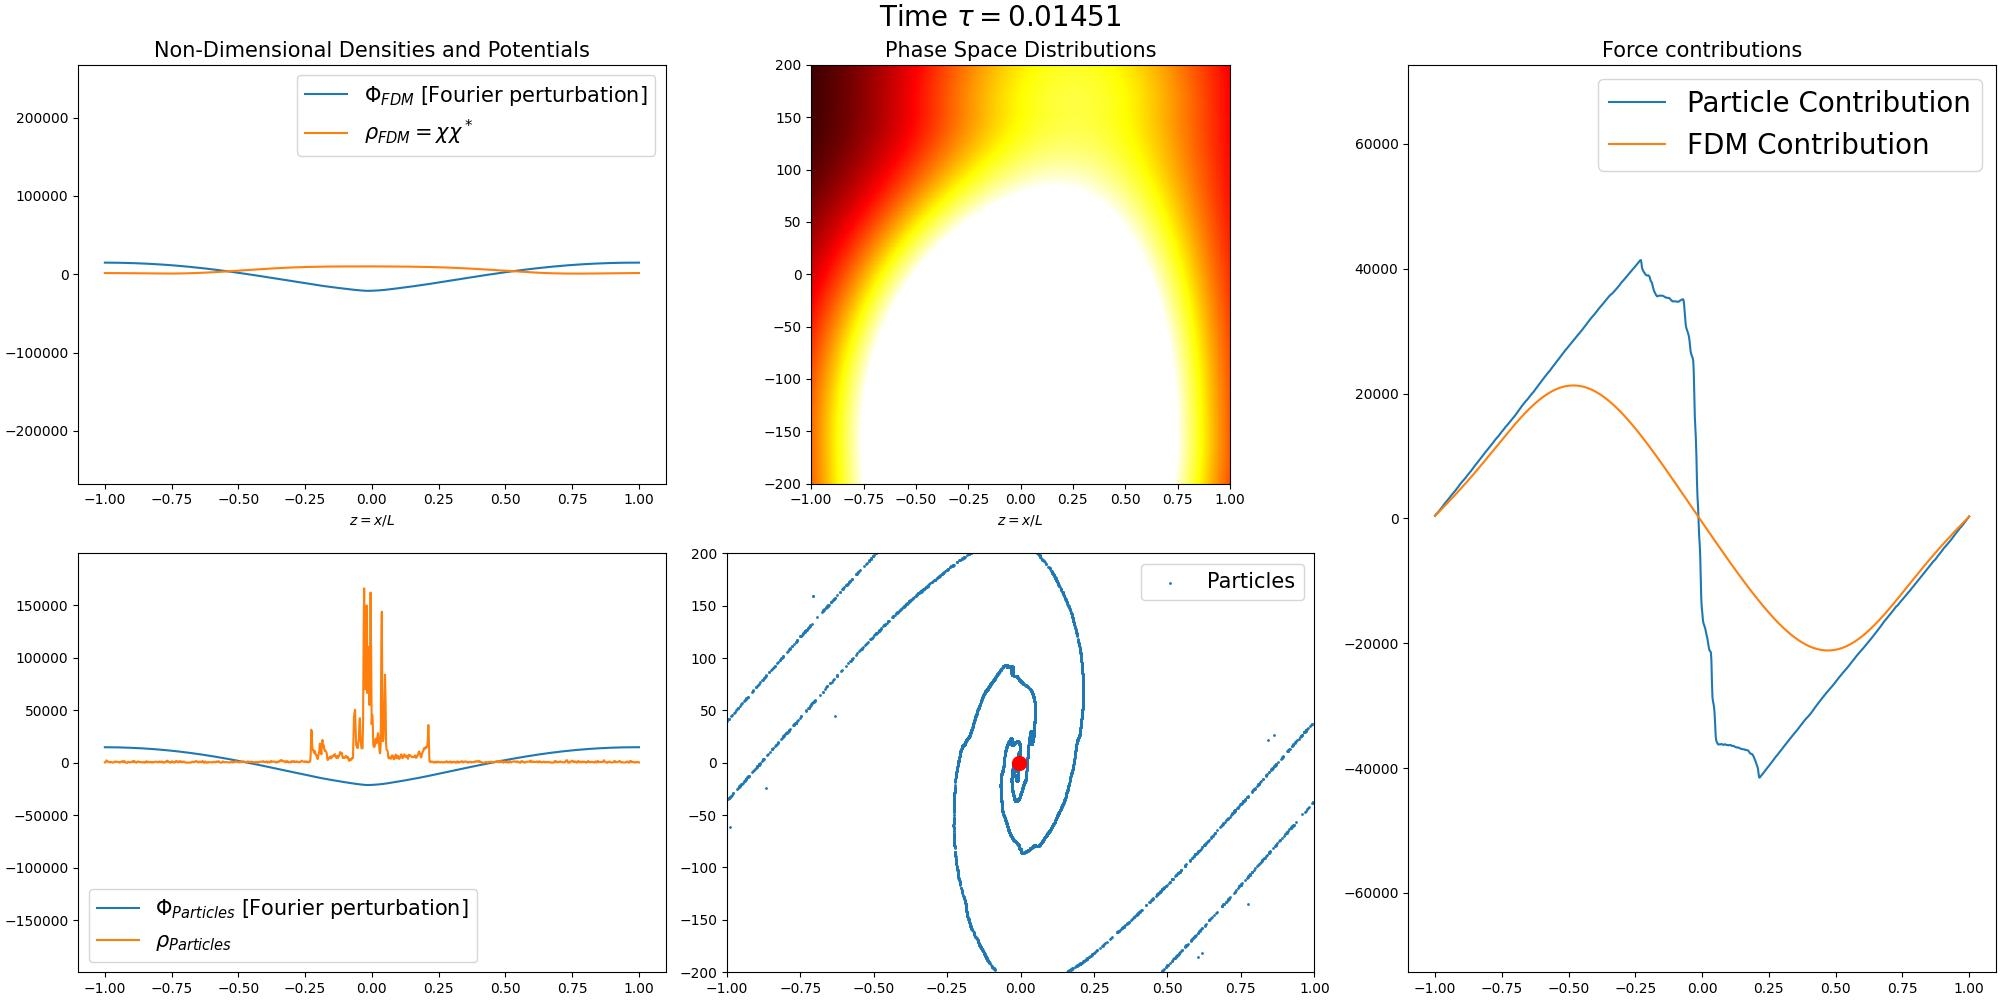 Time τ = 0.01451
Non-Dimensional Densities and Potentials
Φ_FDM [Fourier perturbation]
ρ_FDM = χχ*
200000
100000
0
−100000
−200000
−1.00 −0.75 −0.50 −0.25 0.00 0.25 0.50 0.75 1.00
z = x/L
Phase Space Distributions
200
150
100
50
0
−50
−100
−150
−200
−1.00 −0.75 −0.50 −0.25 0.00 0.25 0.50 0.75 1.00
z = x/L
Force contributions
Particle Contribution
FDM Contribution
60000
40000
20000
0
−20000
−40000
−60000
−1.00 −0.75 −0.50 −0.25 0.00 0.25 0.50 0.75 1.00
150000
100000
50000
0
−50000
−100000
−150000
Φ_Particles [Fourier perturbation]
ρ_Particles
−1.00 −0.75 −0.50 −0.25 0.00 0.25 0.50 0.75 1.00
Particles
200
150
100
50
0
−50
−100
−150
−200
−1.00 −0.75 −0.50 −0.25 0.00 0.25 0.50 0.75 1.00